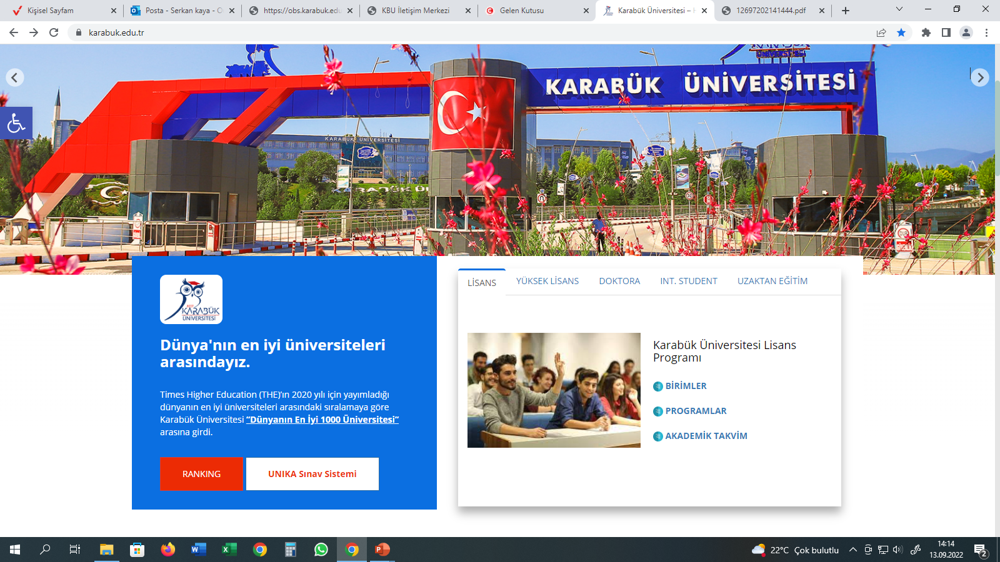 Kişisel Sayfam
Posta - Serkan kaya - O
https://obs.karabuk.edu
KBU İletişim Merkezi
Gelen Kutusu
Karabük Üniversitesi – H
12697202141444.pdf
karabuk.edu.tr
KARABÜK ÜNİVERSİTESİ
KARABÜK ÜNİVERSİTESİ
KARABÜK
ÜNİVERSİTESİ
Dünya'nın en iyi üniversiteleri
arasındayız.
Times Higher Education (THE)’ın 2020 yılı için yayımladığı
dünyanın en iyi üniversiteleri arasındaki sıralamaya göre
Karabük Üniversitesi “Dünyanın En İyi 1000 Üniversitesi”
arasına girdi.
RANKING
UNIKA Sınav Sistemi
LİSANS
YÜKSEK LİSANS
DOKTORA
INT. STUDENT
UZAKTAN EĞİTİM
Karabük Üniversitesi Lisans
Programı
BİRİMLER
PROGRAMLAR
AKADEMİK TAKVİM
22°C Çok bulutlu
14:14
13.09.2022
2